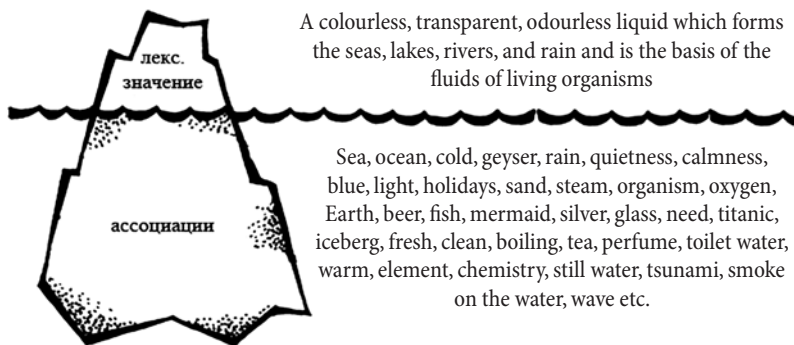 лекс.
значение
A colourless, transparent, odourless liquid which forms
the seas, lakes, rivers, and rain and is the basis of the
fluids of living organisms
ассоциации
Sea, ocean, cold, geyser, rain, quietness, calmness,
blue, light, holidays, sand, steam, organism, oxygen,
Earth, beer, fish, mermaid, silver, glass, need, titanic,
iceberg, fresh, clean, boiling, tea, perfume, toilet water,
warm, element, chemistry, still water, tsunami, smoke
on the water, wave etc.